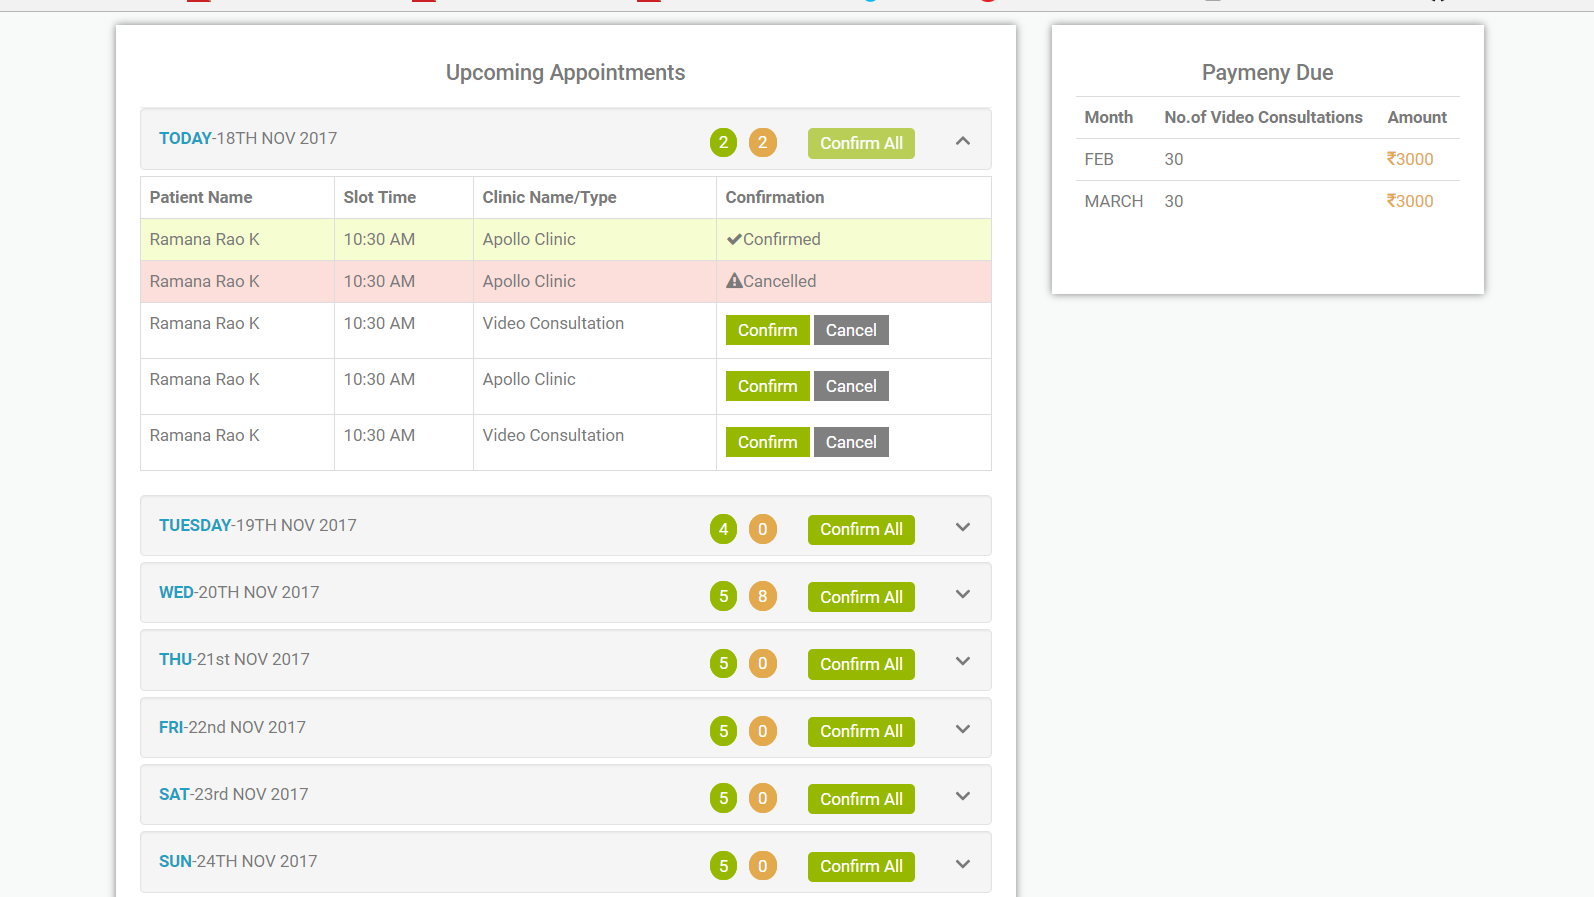 Upcoming Appointments
TODAY-18TH NOV 2017 2 2 Confirm All
Patient Name Slot Time Clinic Name/Type Confirmation
Ramana Rao K 10:30 AM Apollo Clinic Confirmed
Ramana Rao K 10:30 AM Apollo Clinic Cancelled
Ramana Rao K 10:30 AM Video Consultation Confirm Cancel
Ramana Rao K 10:30 AM Apollo Clinic Confirm Cancel
Ramana Rao K 10:30 AM Video Consultation Confirm Cancel
TUESDAY-19TH NOV 2017 4 0 Confirm All
WED-20TH NOV 2017 5 8 Confirm All
THU-21st NOV 2017 5 0 Confirm All
FRI-22nd NOV 2017 5 0 Confirm All
SAT-23rd NOV 2017 5 0 Confirm All
SUN-24TH NOV 2017 5 0 Confirm All
Paymeny Due
Month No.of Video Consultations Amount
FEB 30 ₹3000
MARCH 30 ₹3000